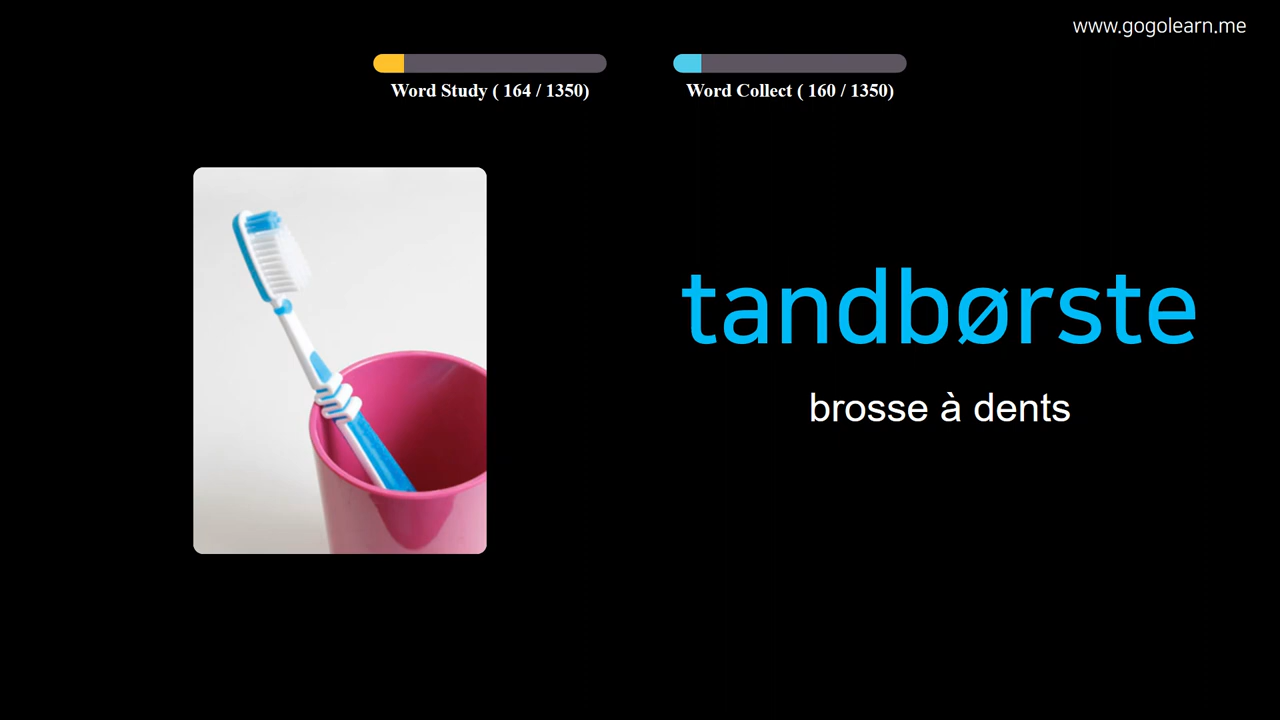 www.gogolearn.me
Word Study ( 164 / 1350)
Word Collect ( 160 / 1350)
tandbørste
brosse à dents